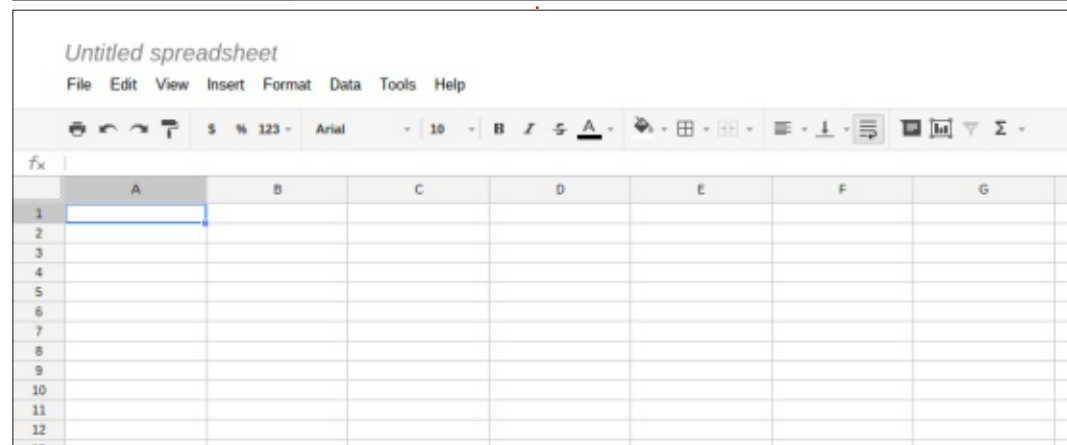 Untitled spreadsheet
File Edit View Insert Format Data Tools Help
$ % 123 Arial 10 B I S A Σ
fx
A B C D E F G
1
2
3
4
5
6
7
8
9
10
11
12